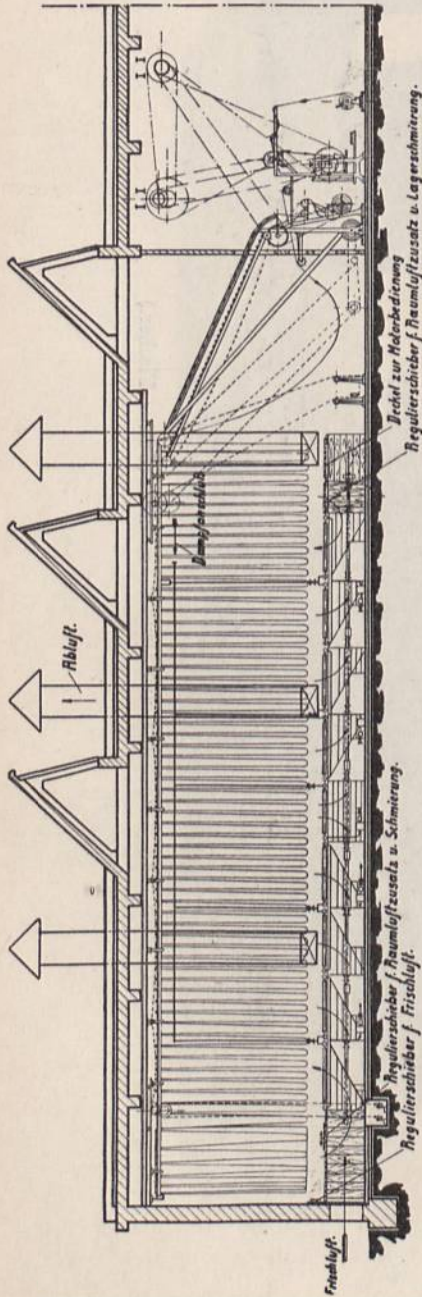 Abluft.
Dampfanschluß
Deckel zur Motorbedienung
Regulierschieber f. Raumluftzusatz u. Lagerschmierung.
Regulierschieber f. Raumluftzusatz u. Schmierung.
Regulierschieber f. Frischluft.
Frischluft.